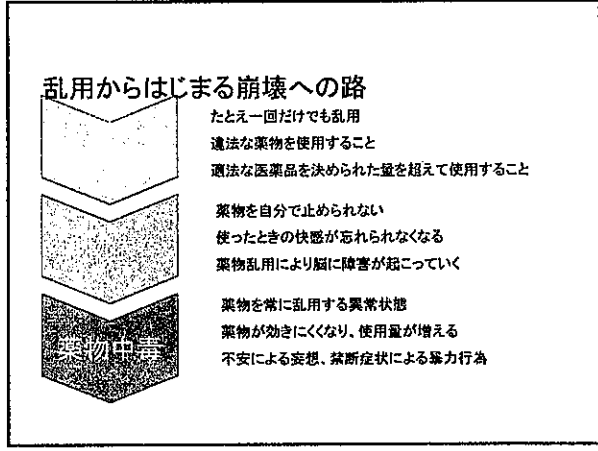 乱用からはじまる崩壊への路
たとえ一回だけでも乱用
違法な薬物を使用すること
適法な医薬品を決められた量を超えて使用すること
薬物を自分で止められない
使ったときの快感が忘れられなくなる
薬物乱用により脳に障害が起こっていく
薬物中毒
薬物を常に乱用する異常状態
薬物が効きにくくなり、使用量が増える
不安による妄想、禁断症状による暴力行為